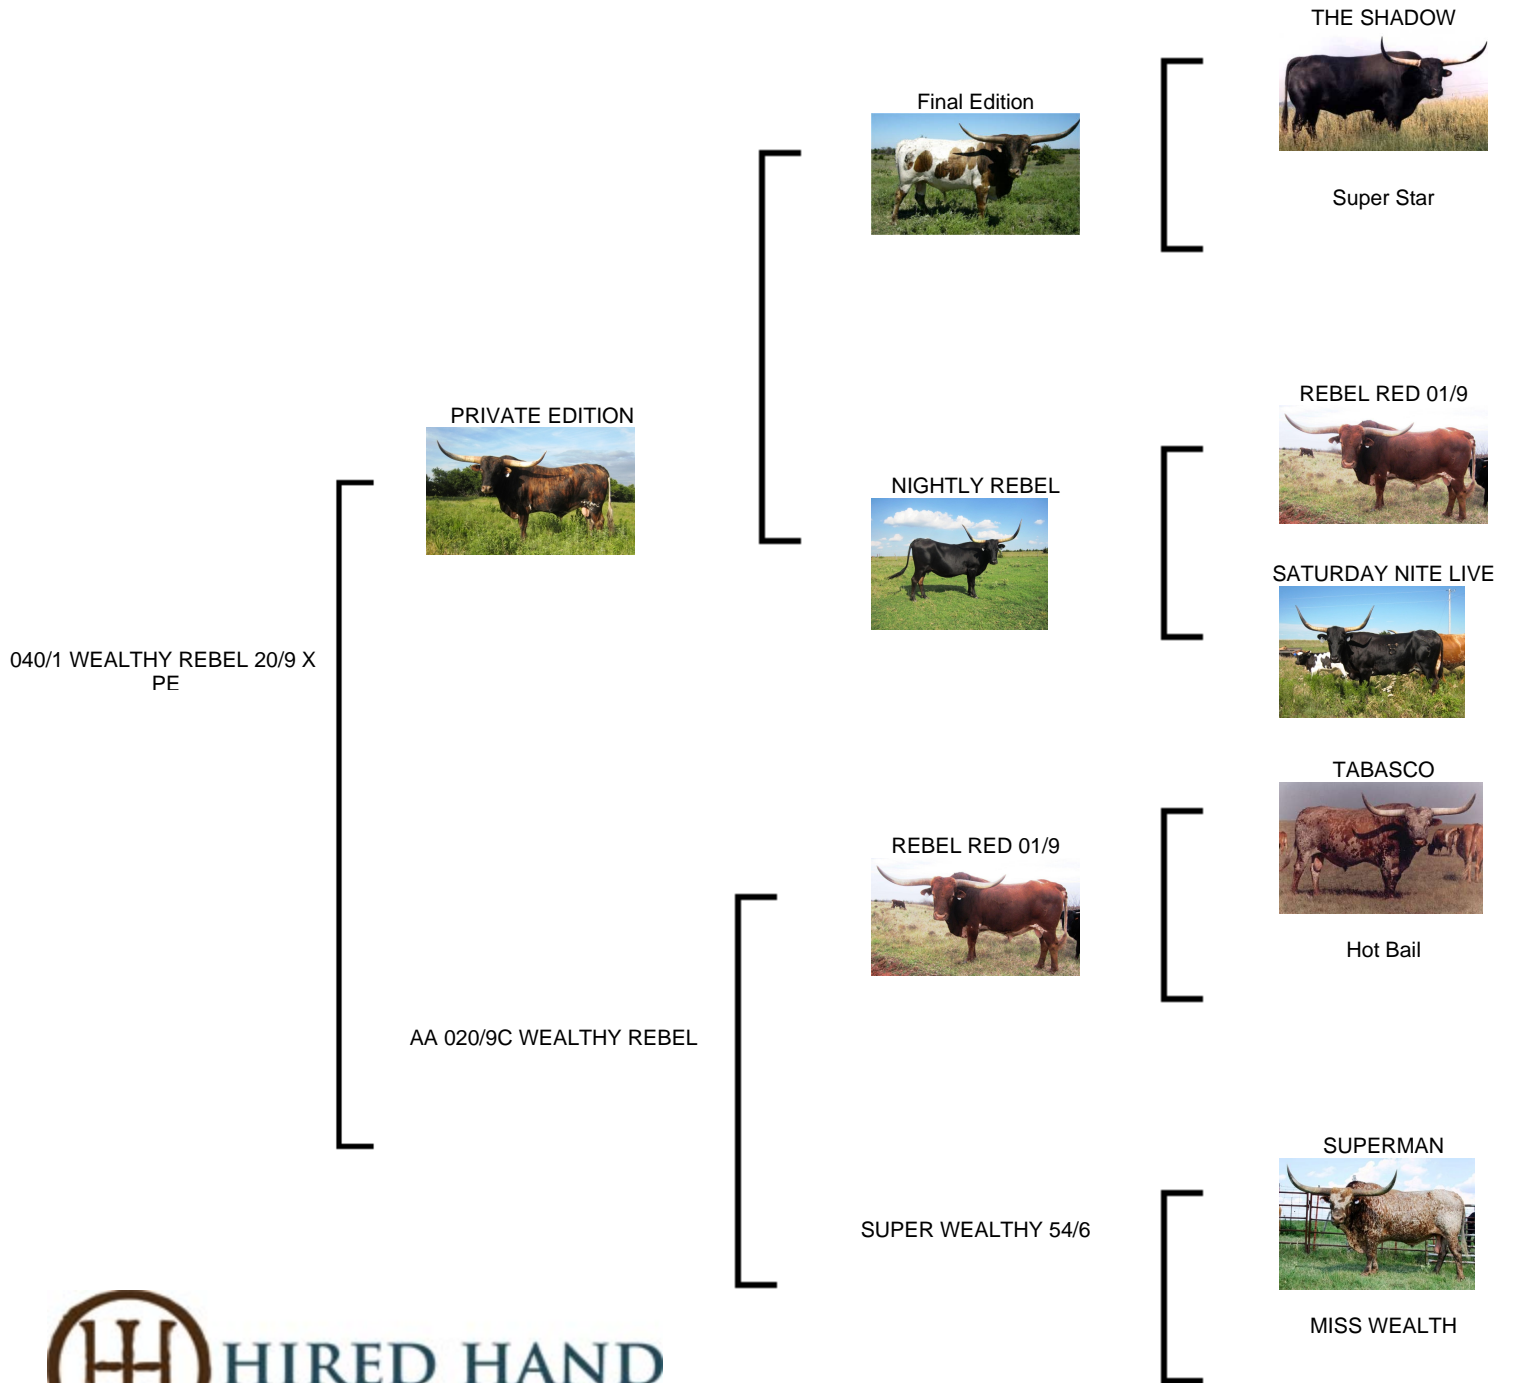 THE SHADOW
Final Edition
Super Star
REBEL RED 01/9
PRIVATE EDITION
NIGHTLY REBEL
SATURDAY NITE LIVE
040/1 WEALTHY REBEL 20/9 X
PE
TABASCO
REBEL RED 01/9
Hot Bail
AA 020/9C WEALTHY REBEL
SUPERMAN
SUPER WEALTHY 54/6
MISS WEALTH
HIRED HAND